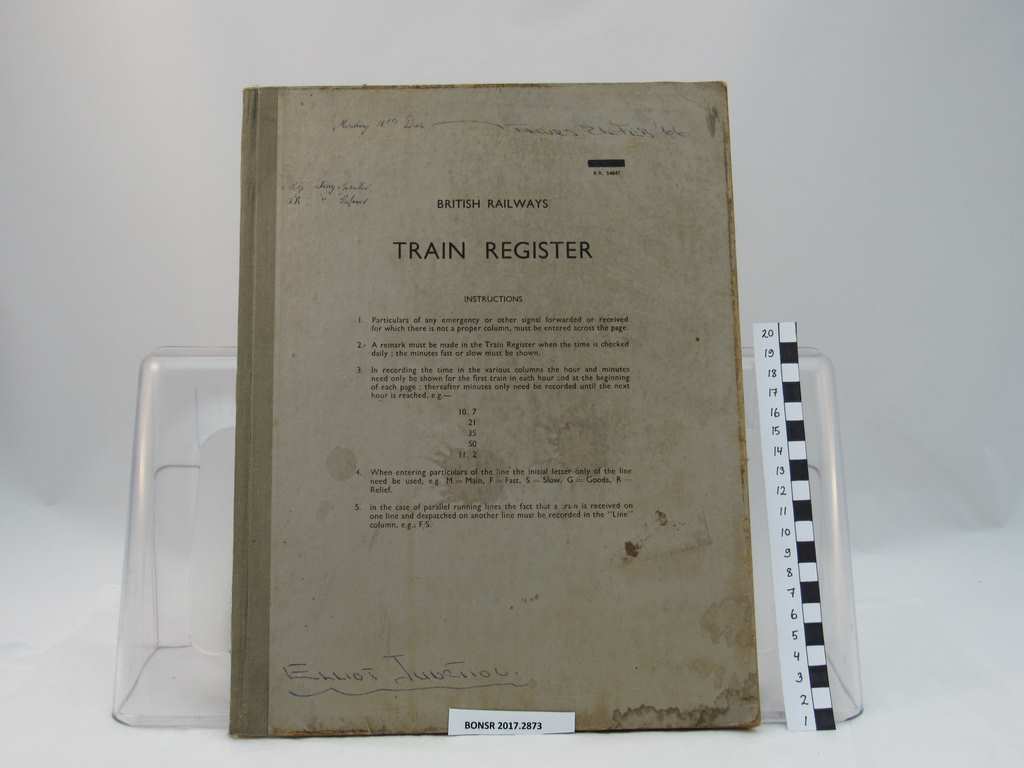 Monday
B.R. 24847
BRITISH RAILWAYS
TRAIN REGISTER
INSTRUCTIONS
1. Particulars of any emergency or other signal forwarded or received
for which there is not a proper column, must be entered across the page.
2. A remark must be made in the Train Register when the time is checked
daily ; the minutes fast or slow must be shown.
3. In recording the time in the various columns the hour and minutes
need only be shown for the first train in each hour and at the beginning
of each page ; thereafter minutes only need be recorded until the next
hour is reached, e.g.—
10. 7
21
35
50
11. 2
4. When entering particulars of the line the initial letter only of the line
need be used, e.g. M = Main, F = Fast, S = Slow, G = Goods, R =
Relief.
5. In the case of parallel running lines the fact that a train is received on
one line and despatched on another line must be recorded in the "Line"
column, e.g.; F-S.
ELLIOT JUNCTION.
BONSR 2017.2873
20
19
18
17
16
15
14
13
12
11
10
9
8
7
6
5
4
3
2
1